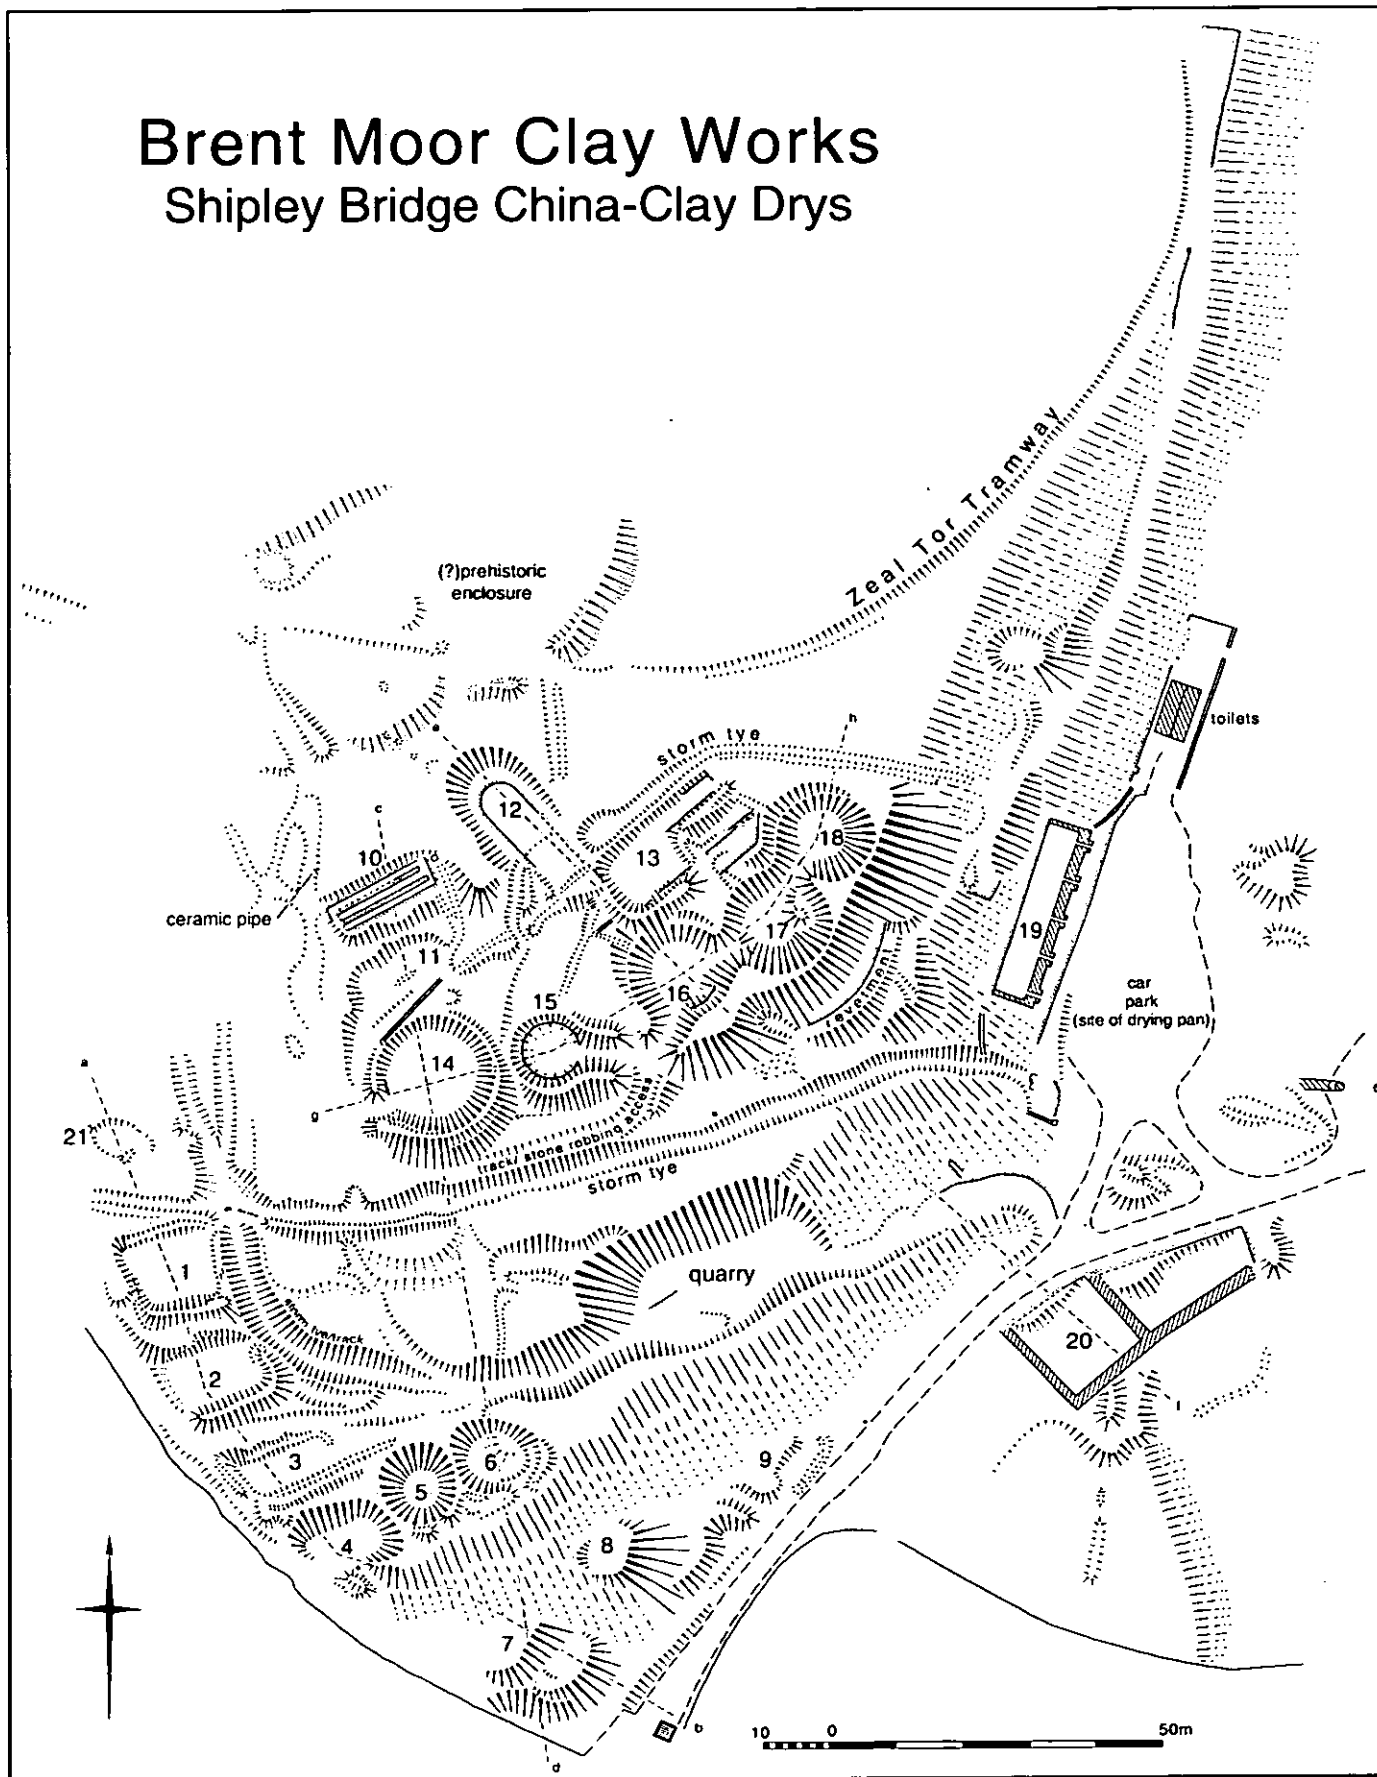 Brent Moor Clay Works
Shipley Bridge China-Clay Drys
Zeal Tor Tramway
(?)prehistoric
enclosure
toilets
h
storm tye
e
12
c
13
18
10
ceramic pipe
19
17
11
revetment
car
park
(site of drying pan)
16
15
a
14
g
21
track/ stone robbing access
storm tye
1
quarry
track
20
2
3
6
9
5
4
8
7
b
d
10 0 50m